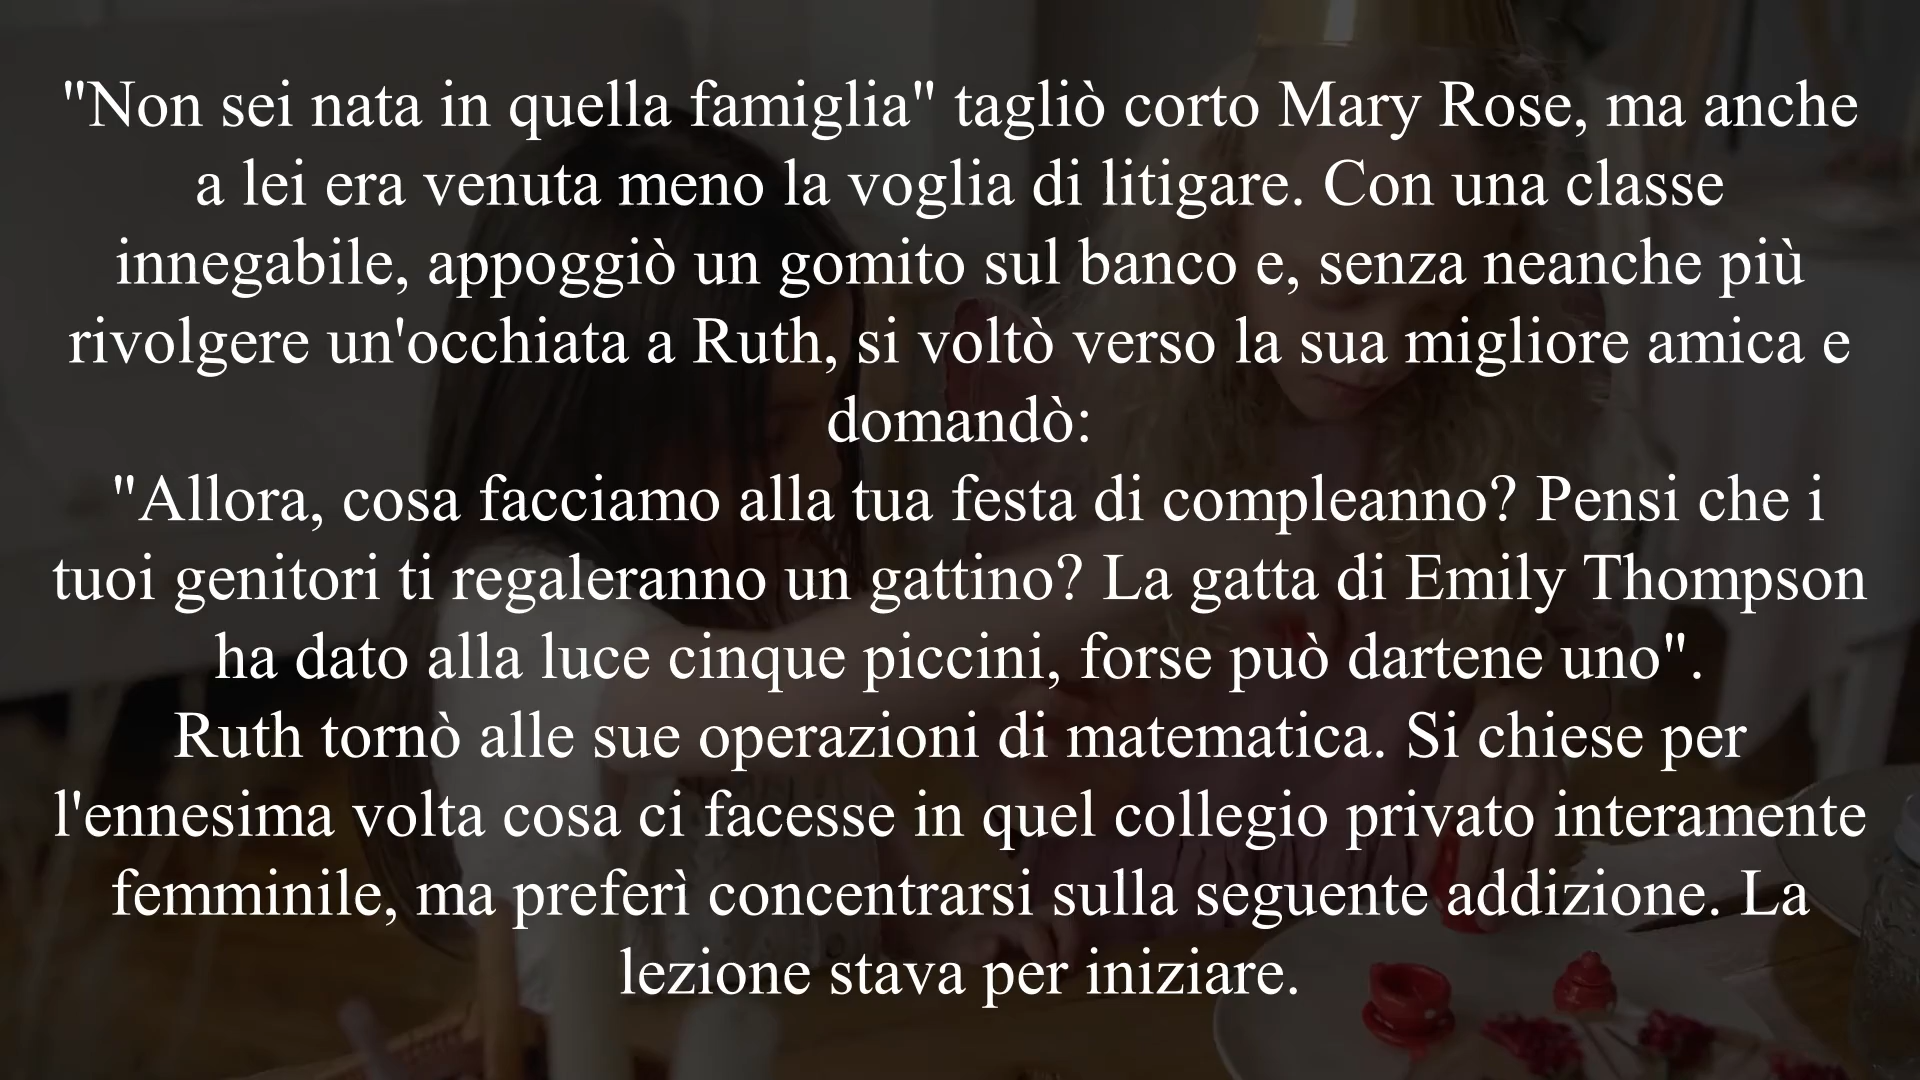 "Non sei nata in quella famiglia" tagliò corto Mary Rose, ma anche
a lei era venuta meno la voglia di litigare. Con una classe
innegabile, appoggiò un gomito sul banco e, senza neanche più
rivolgere un'occhiata a Ruth, si voltò verso la sua migliore amica e
domandò:
"Allora, cosa facciamo alla tua festa di compleanno? Pensi che i
tuoi genitori ti regaleranno un gattino? La gatta di Emily Thompson
ha dato alla luce cinque piccini, forse può dartene uno".
Ruth tornò alle sue operazioni di matematica. Si chiese per
l'ennesima volta cosa ci facesse in quel collegio privato interamente
femminile, ma preferì concentrarsi sulla seguente addizione. La
lezione stava per iniziare.